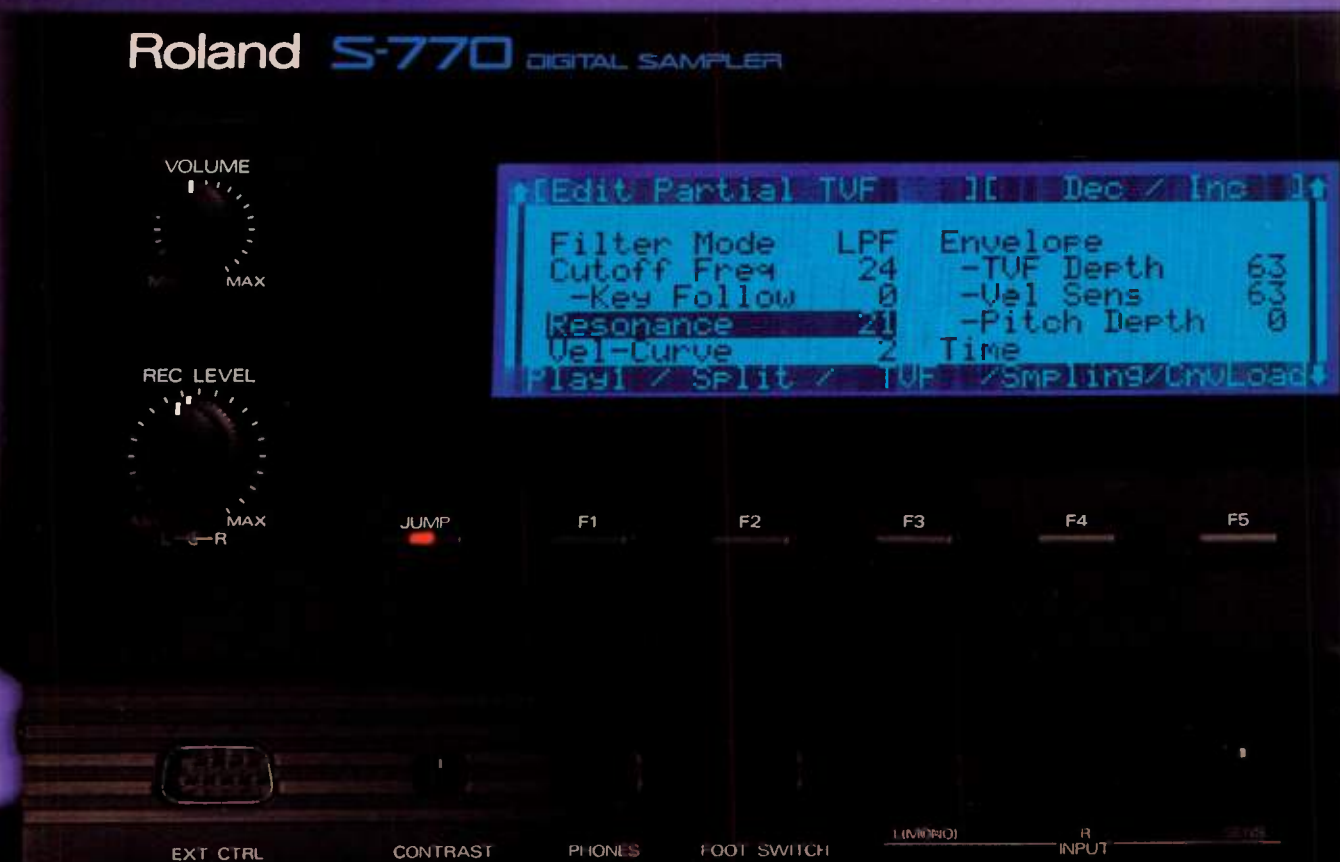 Roland S-770 DIGITAL SAMPLER
VOLUME
MAX
[Edit Partial TVF ][ Dec / Inc ]
Filter Mode LPF Envelope
Cutoff Freq 24 -TVF Depth 63
-Key Follow 0 -Vel Sens 63
Resonance 21 -Pitch Depth 0
Vel-Curve 2 Time
Play1 / Split / TVF /Smpling/CnvLoad
REC LEVEL
MAX
L R
JUMP F1 F2 F3 F4 F5
EXT CTRL CONTRAST PHONES FOOT SWITCH L(MONO) R
INPUT